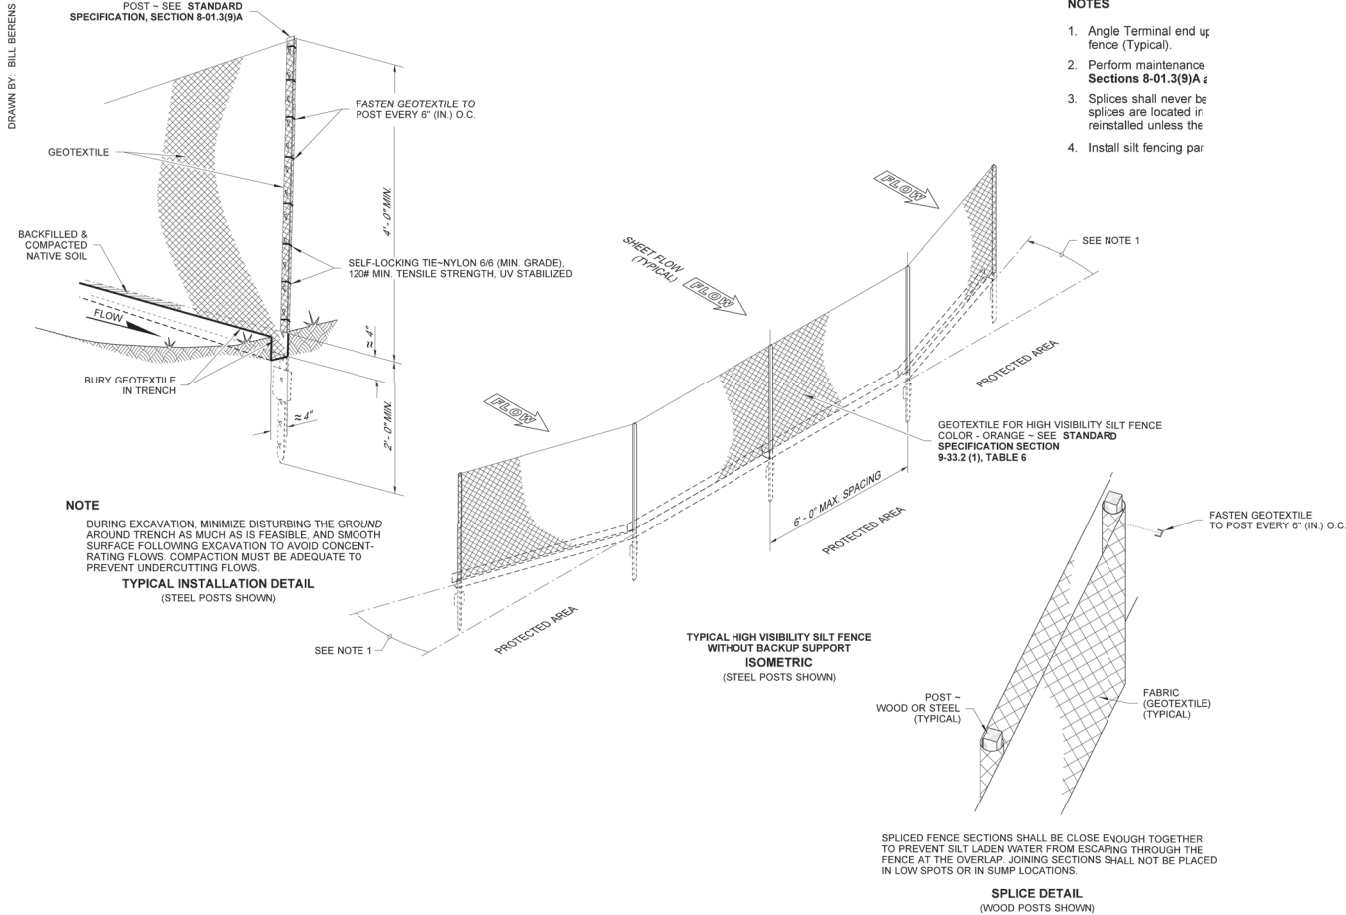 DRAWN BY: BILL BERENS
POST ~ SEE STANDARD
SPECIFICATION, SECTION 8-01.3(9)A
FASTEN GEOTEXTILE TO
POST EVERY 6" (IN.) O.C.
GEOTEXTILE
4' - 0" MIN.
BACKFILLED &
COMPACTED
NATIVE SOIL
SELF-LOCKING TIE~NYLON 6/6 (MIN. GRADE),
120# MIN. TENSILE STRENGTH, UV STABILIZED
FLOW
≈ 4"
BURY GEOTEXTILE
IN TRENCH
≈ 4"
2' - 0" MIN.
NOTE
DURING EXCAVATION, MINIMIZE DISTURBING THE GROUND
AROUND TRENCH AS MUCH AS IS FEASIBLE, AND SMOOTH
SURFACE FOLLOWING EXCAVATION TO AVOID CONCENT-
RATING FLOWS. COMPACTION MUST BE ADEQUATE TO
PREVENT UNDERCUTTING FLOWS.
TYPICAL INSTALLATION DETAIL
(STEEL POSTS SHOWN)
NOTES
1. Angle Terminal end up
fence (Typical).
2. Perform maintenance
Sections 8-01.3(9)A
3. Splices shall never be
splices are located in
reinstalled unless the
4. Install silt fencing par
FLOW
SHEET FLOW
(TYPICAL)
FLOW
SEE NOTE 1
PROTECTED AREA
FLOW
GEOTEXTILE FOR HIGH VISIBILITY SILT FENCE
COLOR - ORANGE ~ SEE STANDARD
SPECIFICATION SECTION
9-33.2 (1), TABLE 6
6' - 0" MAX. SPACING
PROTECTED AREA
PROTECTED AREA
SEE NOTE 1
TYPICAL HIGH VISIBILITY SILT FENCE
WITHOUT BACKUP SUPPORT
ISOMETRIC
(STEEL POSTS SHOWN)
FASTEN GEOTEXTILE
TO POST EVERY 6" (IN.) O.C.
POST ~
WOOD OR STEEL
(TYPICAL)
FABRIC
(GEOTEXTILE)
(TYPICAL)
SPLICED FENCE SECTIONS SHALL BE CLOSE ENOUGH TOGETHER
TO PREVENT SILT LADEN WATER FROM ESCAPING THROUGH THE
FENCE AT THE OVERLAP. JOINING SECTIONS SHALL NOT BE PLACED
IN LOW SPOTS OR IN SUMP LOCATIONS.
SPLICE DETAIL
(WOOD POSTS SHOWN)